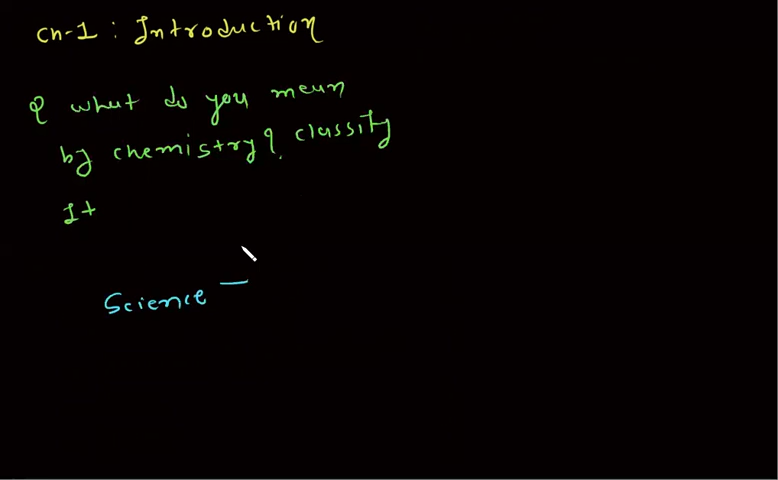 Ch-1 : Introduction
Q what do you mean
by chemistry? classify
It
Science -